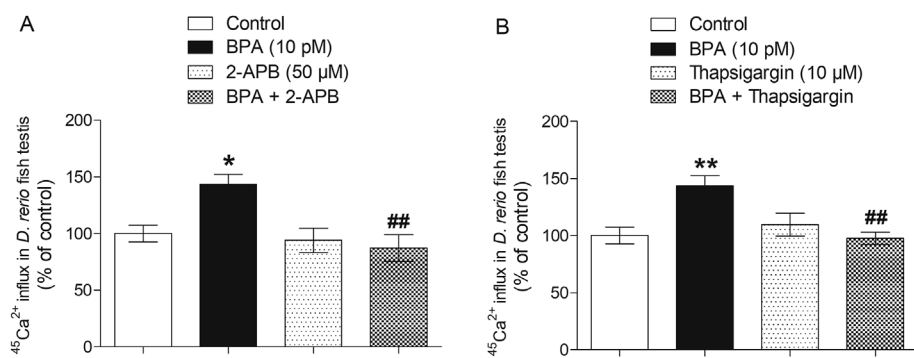 A
Control
BPA (10 pM)
2-APB (50 µM)
BPA + 2-APB
⁴⁵Ca²⁺ influx in D. rerio fish testis
(% of control)
200
150
100
50
0
*
##
B
Control
BPA (10 pM)
Thapsigargin (10 µM)
BPA + Thapsigargin
⁴⁵Ca²⁺ influx in D. rerio fish testis
(% of control)
200
150
100
50
0
**
##